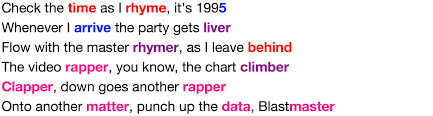 Check the time as I rhyme, it's 1995
Whenever I arrive the party gets liver
Flow with the master rhymer, as I leave behind
The video rapper, you know, the chart climber
Clapper, down goes another rapper
Onto another matter, punch up the data, Blastmaster